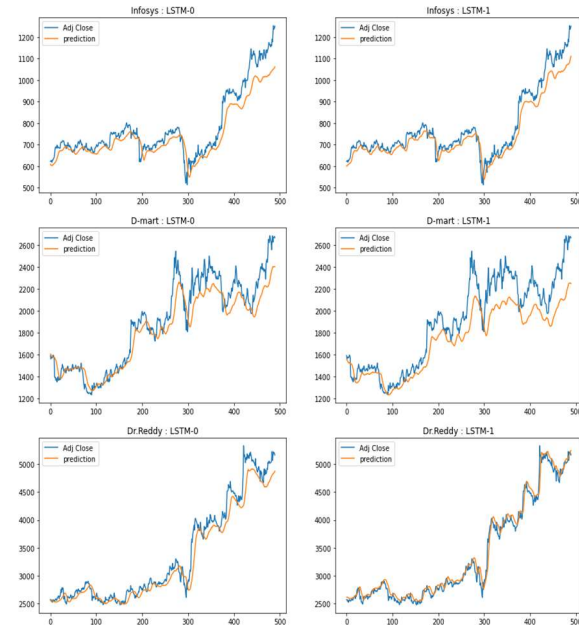 Infosys : LSTM-0
Adj Close
prediction
1200
1100
1000
900
800
700
600
500
0 100 200 300 400 500
Infosys : LSTM-1
Adj Close
prediction
1200
1100
1000
900
800
700
600
500
0 100 200 300 400 500
D-mart : LSTM-0
Adj Close
prediction
2600
2400
2200
2000
1800
1600
1400
1200
0 100 200 300 400 500
D-mart : LSTM-1
Adj Close
prediction
2600
2400
2200
2000
1800
1600
1400
1200
0 100 200 300 400 500
Dr.Reddy : LSTM-0
Adj Close
prediction
5000
4500
4000
3500
3000
2500
0 100 200 300 400 500
Dr.Reddy : LSTM-1
Adj Close
prediction
5000
4500
4000
3500
3000
2500
0 100 200 300 400 500